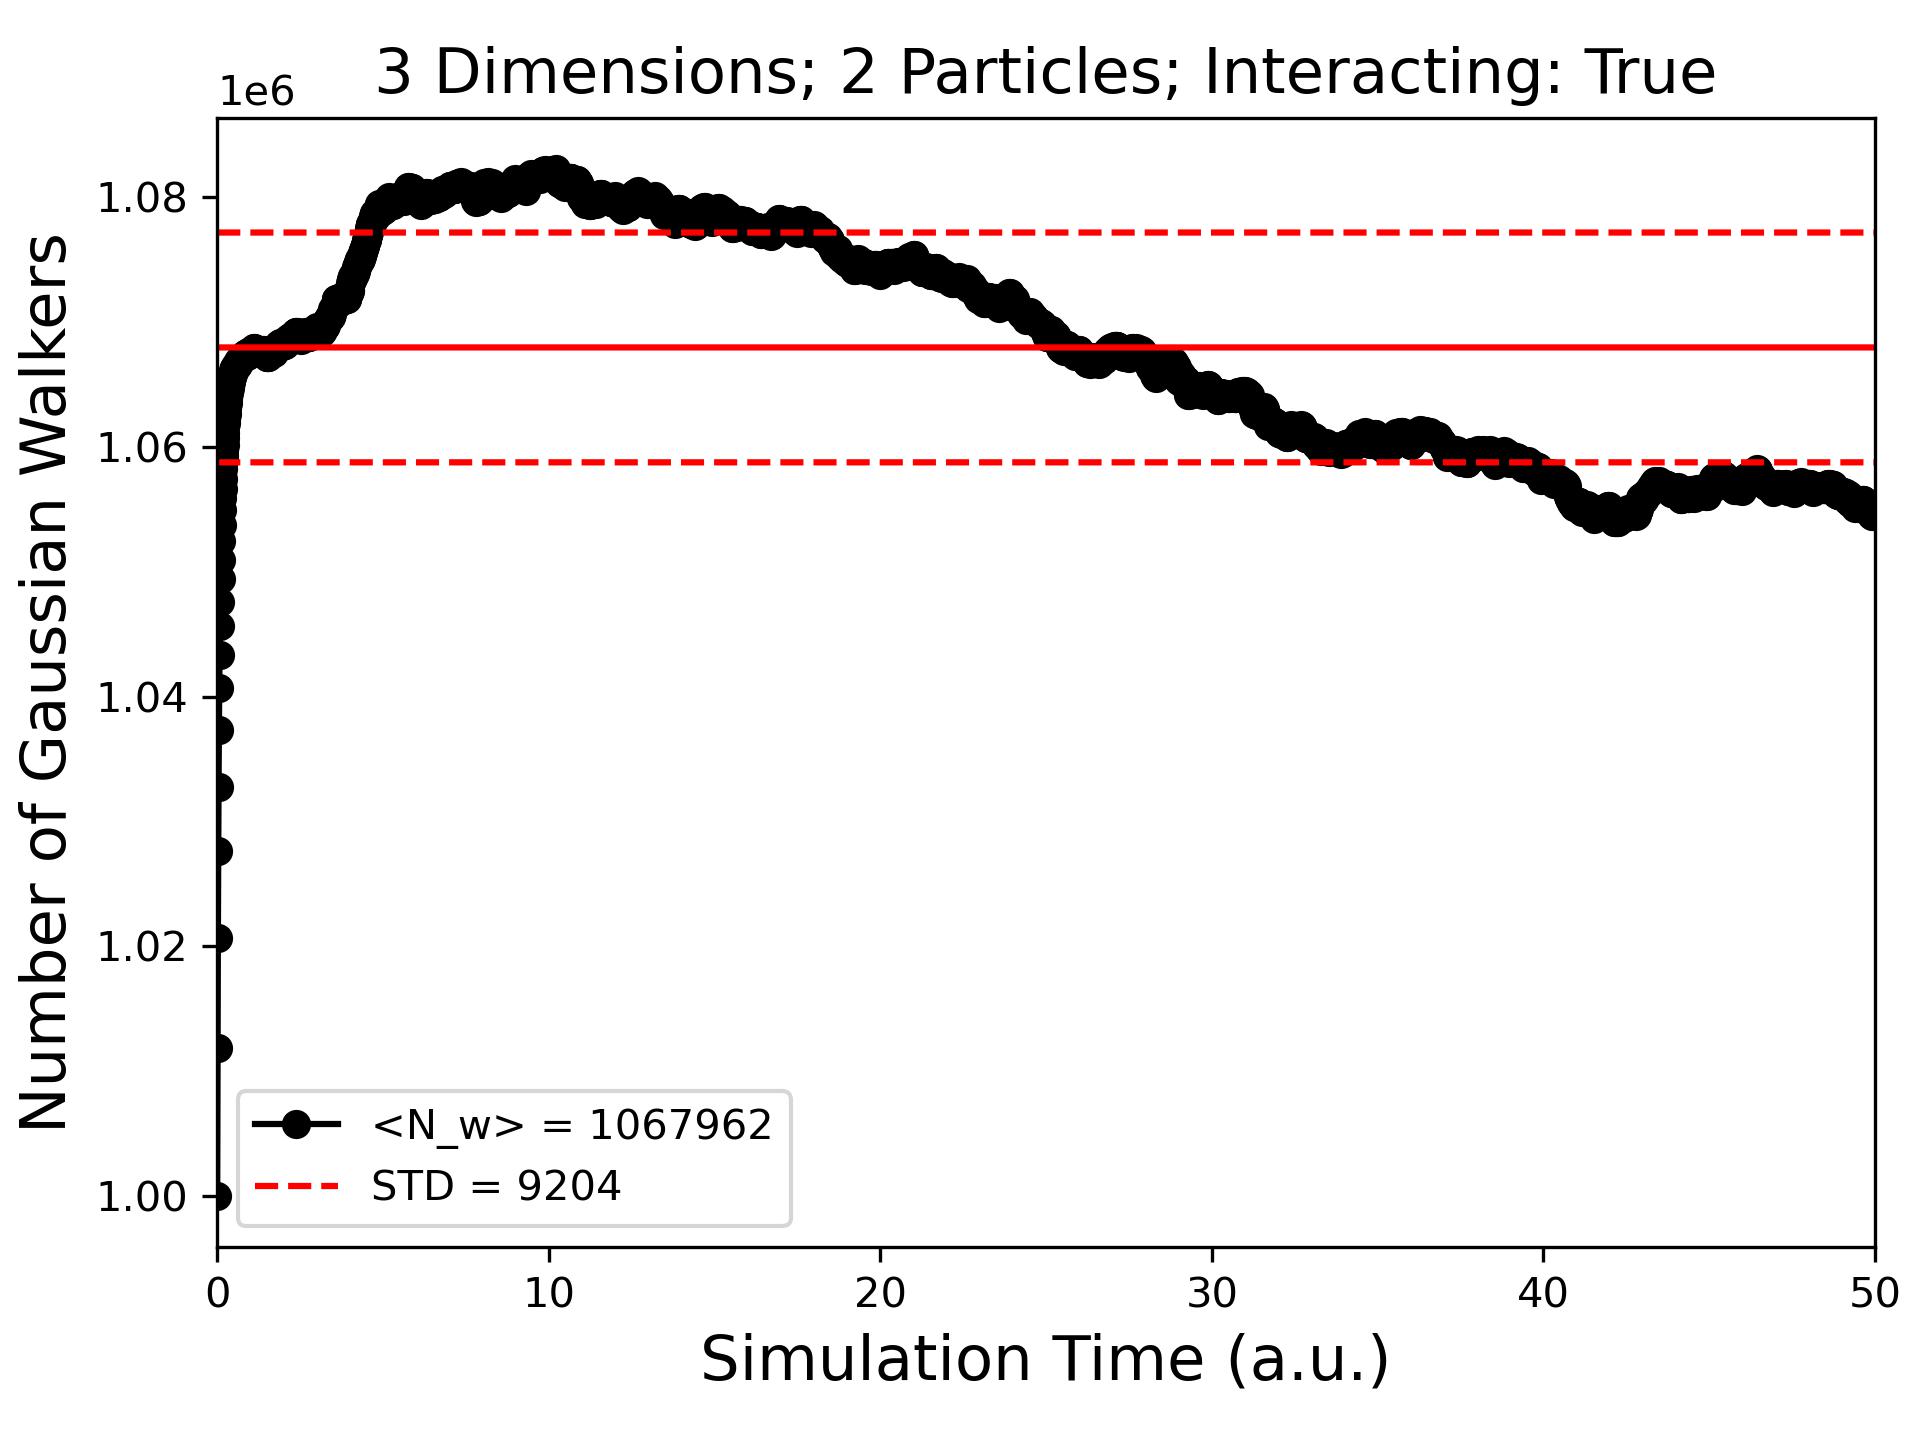 3 Dimensions; 2 Particles; Interacting: True
1e6
1.08
1.06
1.04
1.02
1.00
Number of Gaussian Walkers
<N_w> = 1067962
STD = 9204
0 10 20 30 40 50
Simulation Time (a.u.)